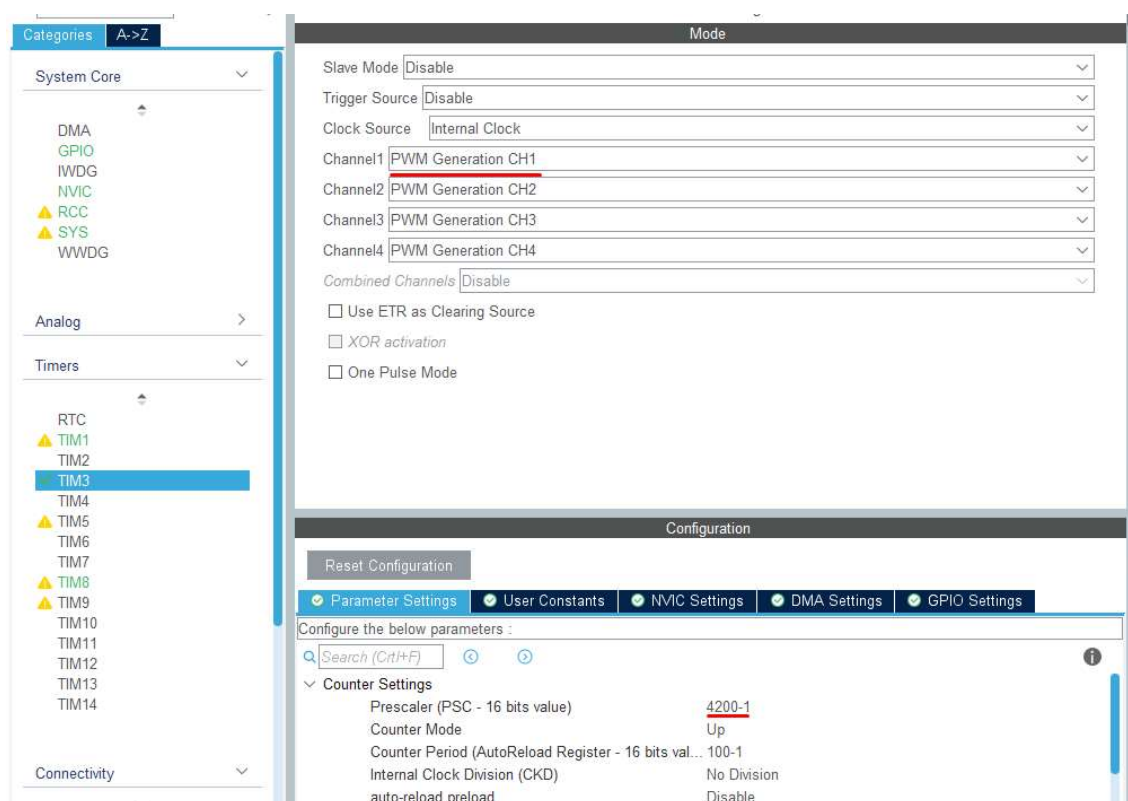 Categories A->Z
System Core
DMA
GPIO
IWDG
NVIC
RCC
SYS
WWDG
Analog
Timers
RTC
TIM1
TIM2
TIM3
TIM4
TIM5
TIM6
TIM7
TIM8
TIM9
TIM10
TIM11
TIM12
TIM13
TIM14
Connectivity
Mode
Slave Mode Disable
Trigger Source Disable
Clock Source Internal Clock
Channel1 PWM Generation CH1
Channel2 PWM Generation CH2
Channel3 PWM Generation CH3
Channel4 PWM Generation CH4
Combined Channels Disable
Use ETR as Clearing Source
XOR activation
One Pulse Mode
Configuration
Reset Configuration
Parameter Settings User Constants NVIC Settings DMA Settings GPIO Settings
Configure the below parameters :
Search (Crtl+F)
Counter Settings
Prescaler (PSC - 16 bits value) 4200-1
Counter Mode Up
Counter Period (AutoReload Register - 16 bits val... 100-1
Internal Clock Division (CKD) No Division
auto-reload preload Disable